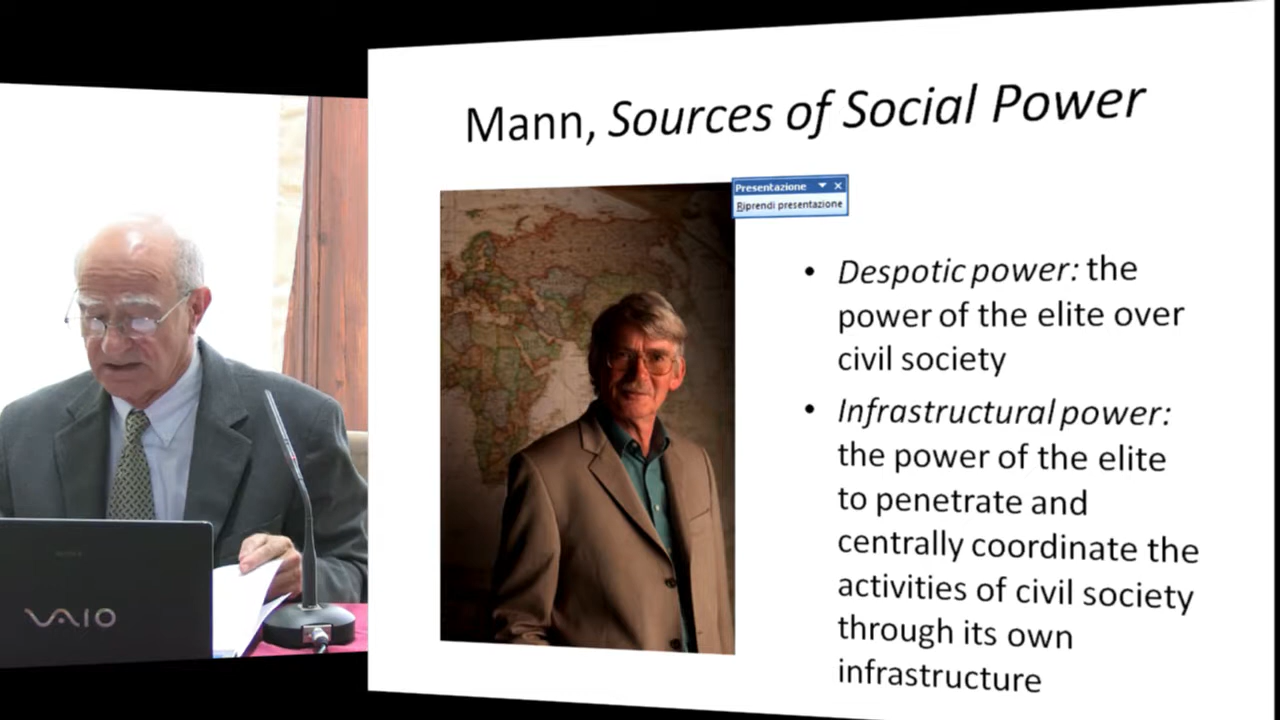 Mann, Sources of Social Power
Presentazione
Riprendi presentazione
• Despotic power: the
power of the elite over
civil society
• Infrastructural power:
the power of the elite
to penetrate and
centrally coordinate the
activities of civil society
through its own
infrastructure
VAIO